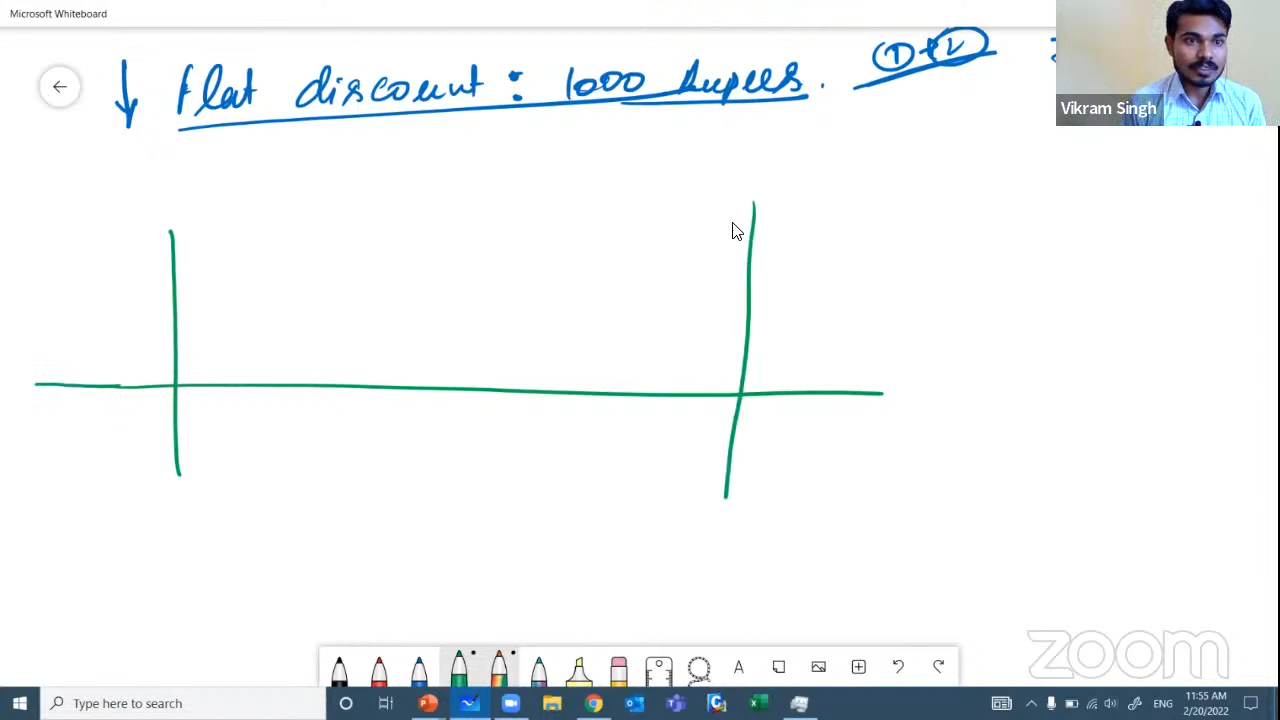 Microsoft Whiteboard
↓ flat discount : 1000 Rupees.
Vikram Singh
A
zoom
Type here to search
ENG
11:55 AM
2/20/2022